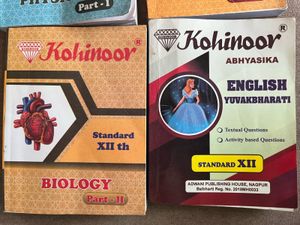 Part - I
Kohinoor®
Standard
XII th
BIOLOGY
Part - II
Kohinoor®
ABHYASIKA
ENGLISH
YUVAKBHARATI
Textual Questions
Activity based Questions
STANDARD XII
ADWANI PUBLISHING HOUSE, NAGPUR